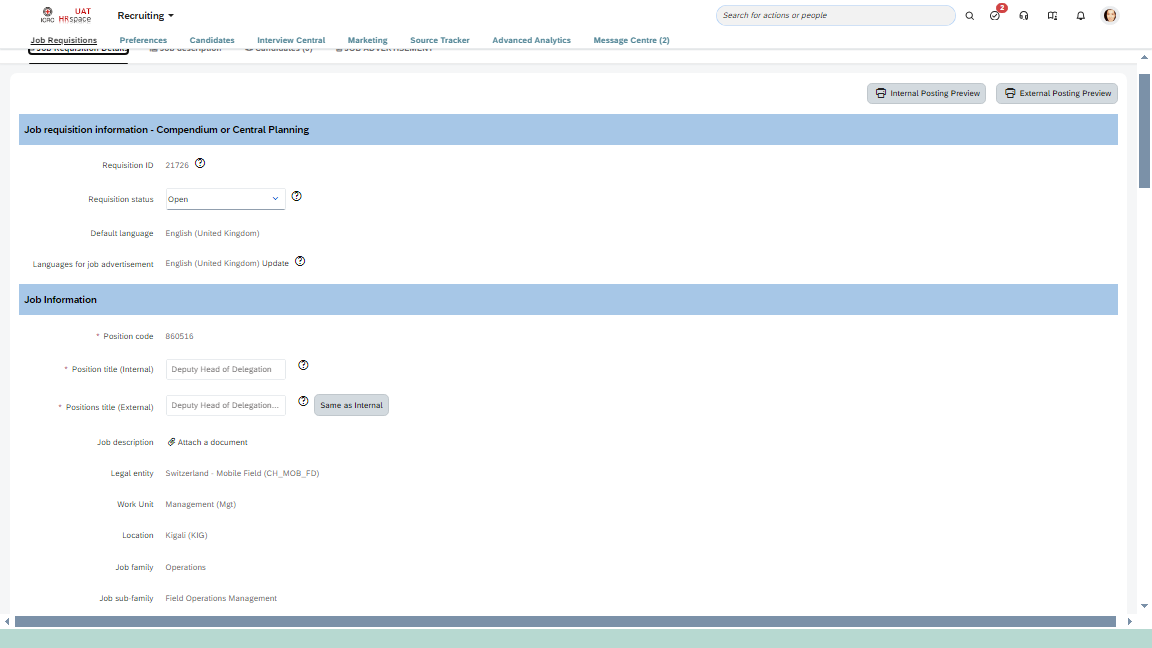 ICRC
UAT
HRspace
Recruiting
Search for actions or people
2
Job Requisitions Preferences Candidates Interview Central Marketing Source Tracker Advanced Analytics Message Centre (2)
Job Requisition Details Job description Candidates (0) JOB ADVERTISEMENT
Internal Posting Preview External Posting Preview
Job requisition information - Compendium or Central Planning
Requisition ID 21726
Requisition status Open
Default language English (United Kingdom)
Languages for job advertisement English (United Kingdom) Update
Job Information
* Position code 860516
* Position title (Internal) Deputy Head of Delegation
* Positions title (External) Deputy Head of Delegation... Same as Internal
Job description Attach a document
Legal entity Switzerland - Mobile Field (CH_MOB_FD)
Work Unit Management (Mgt)
Location Kigali (KIG)
Job family Operations
Job sub-family Field Operations Management